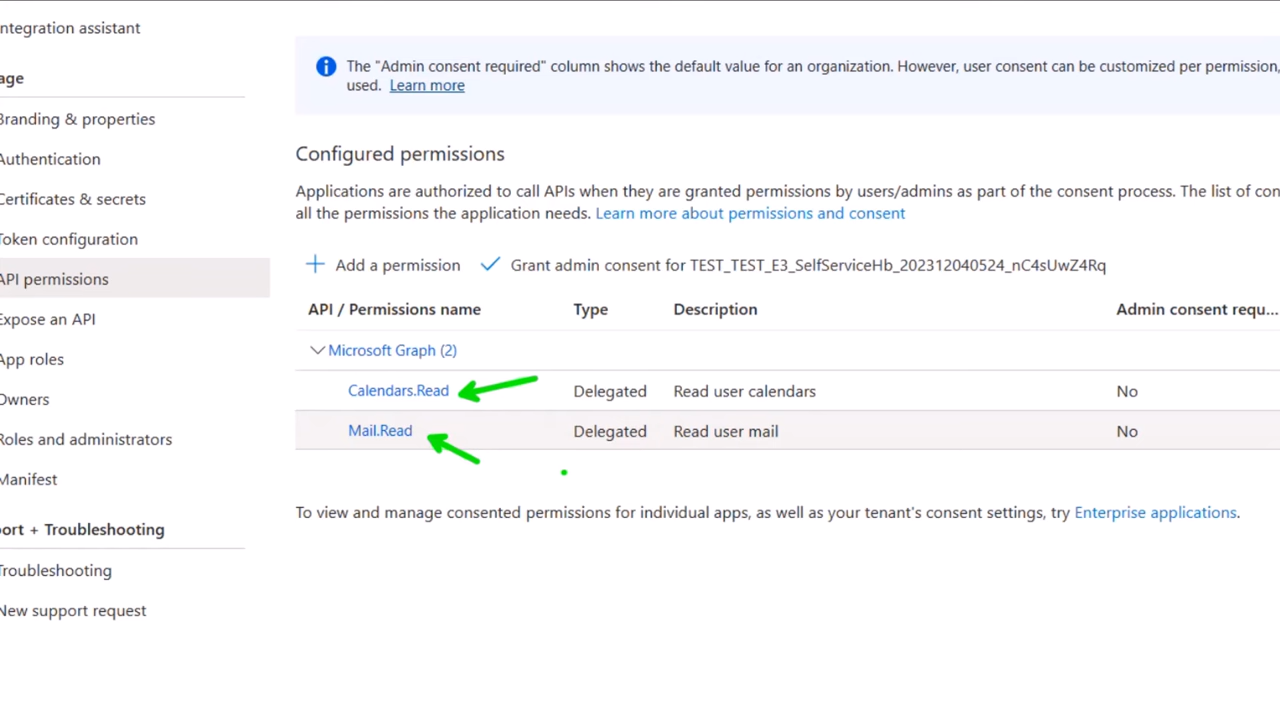 ntegration assistant
age
Branding & properties
Authentication
Certificates & secrets
Token configuration
API permissions
Expose an API
App roles
Owners
Roles and administrators
Manifest
ort + Troubleshooting
Troubleshooting
New support request
The "Admin consent required" column shows the default value for an organization. However, user consent can be customized per permission,
used. Learn more
Configured permissions
Applications are authorized to call APIs when they are granted permissions by users/admins as part of the consent process. The list of con
all the permissions the application needs. Learn more about permissions and consent
Add a permission Grant admin consent for TEST_TEST_E3_SelfServiceHb_202312040524_nC4sUwZ4Rq
API / Permissions name Type Description Admin consent requ...
Microsoft Graph (2)
Calendars.Read Delegated Read user calendars No
Mail.Read Delegated Read user mail No
To view and manage consented permissions for individual apps, as well as your tenant's consent settings, try Enterprise applications.